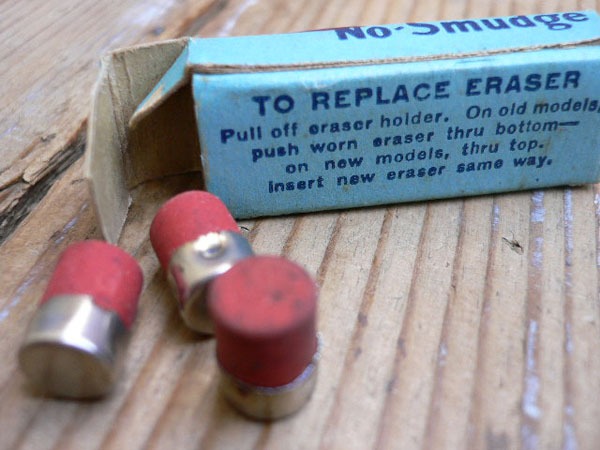 No-Smudge
TO REPLACE ERASER
Pull off eraser holder. On old models,
push worn eraser thru bottom—
on new models, thru top.
Insert new eraser same way.